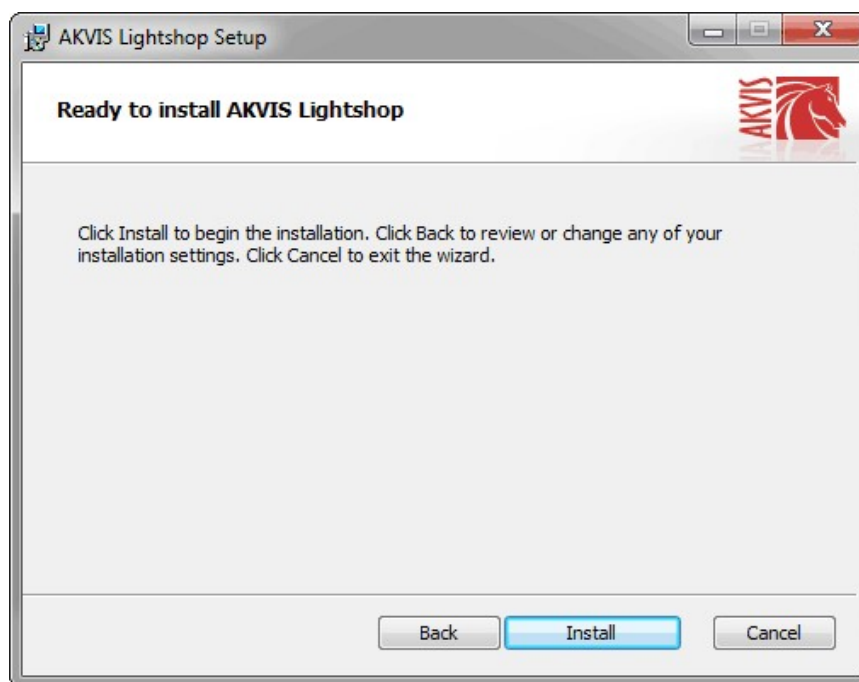 AKVIS Lightshop Setup
Ready to install AKVIS Lightshop
AKVIS
Click Install to begin the installation. Click Back to review or change any of your
installation settings. Click Cancel to exit the wizard.
Back
Install
Cancel